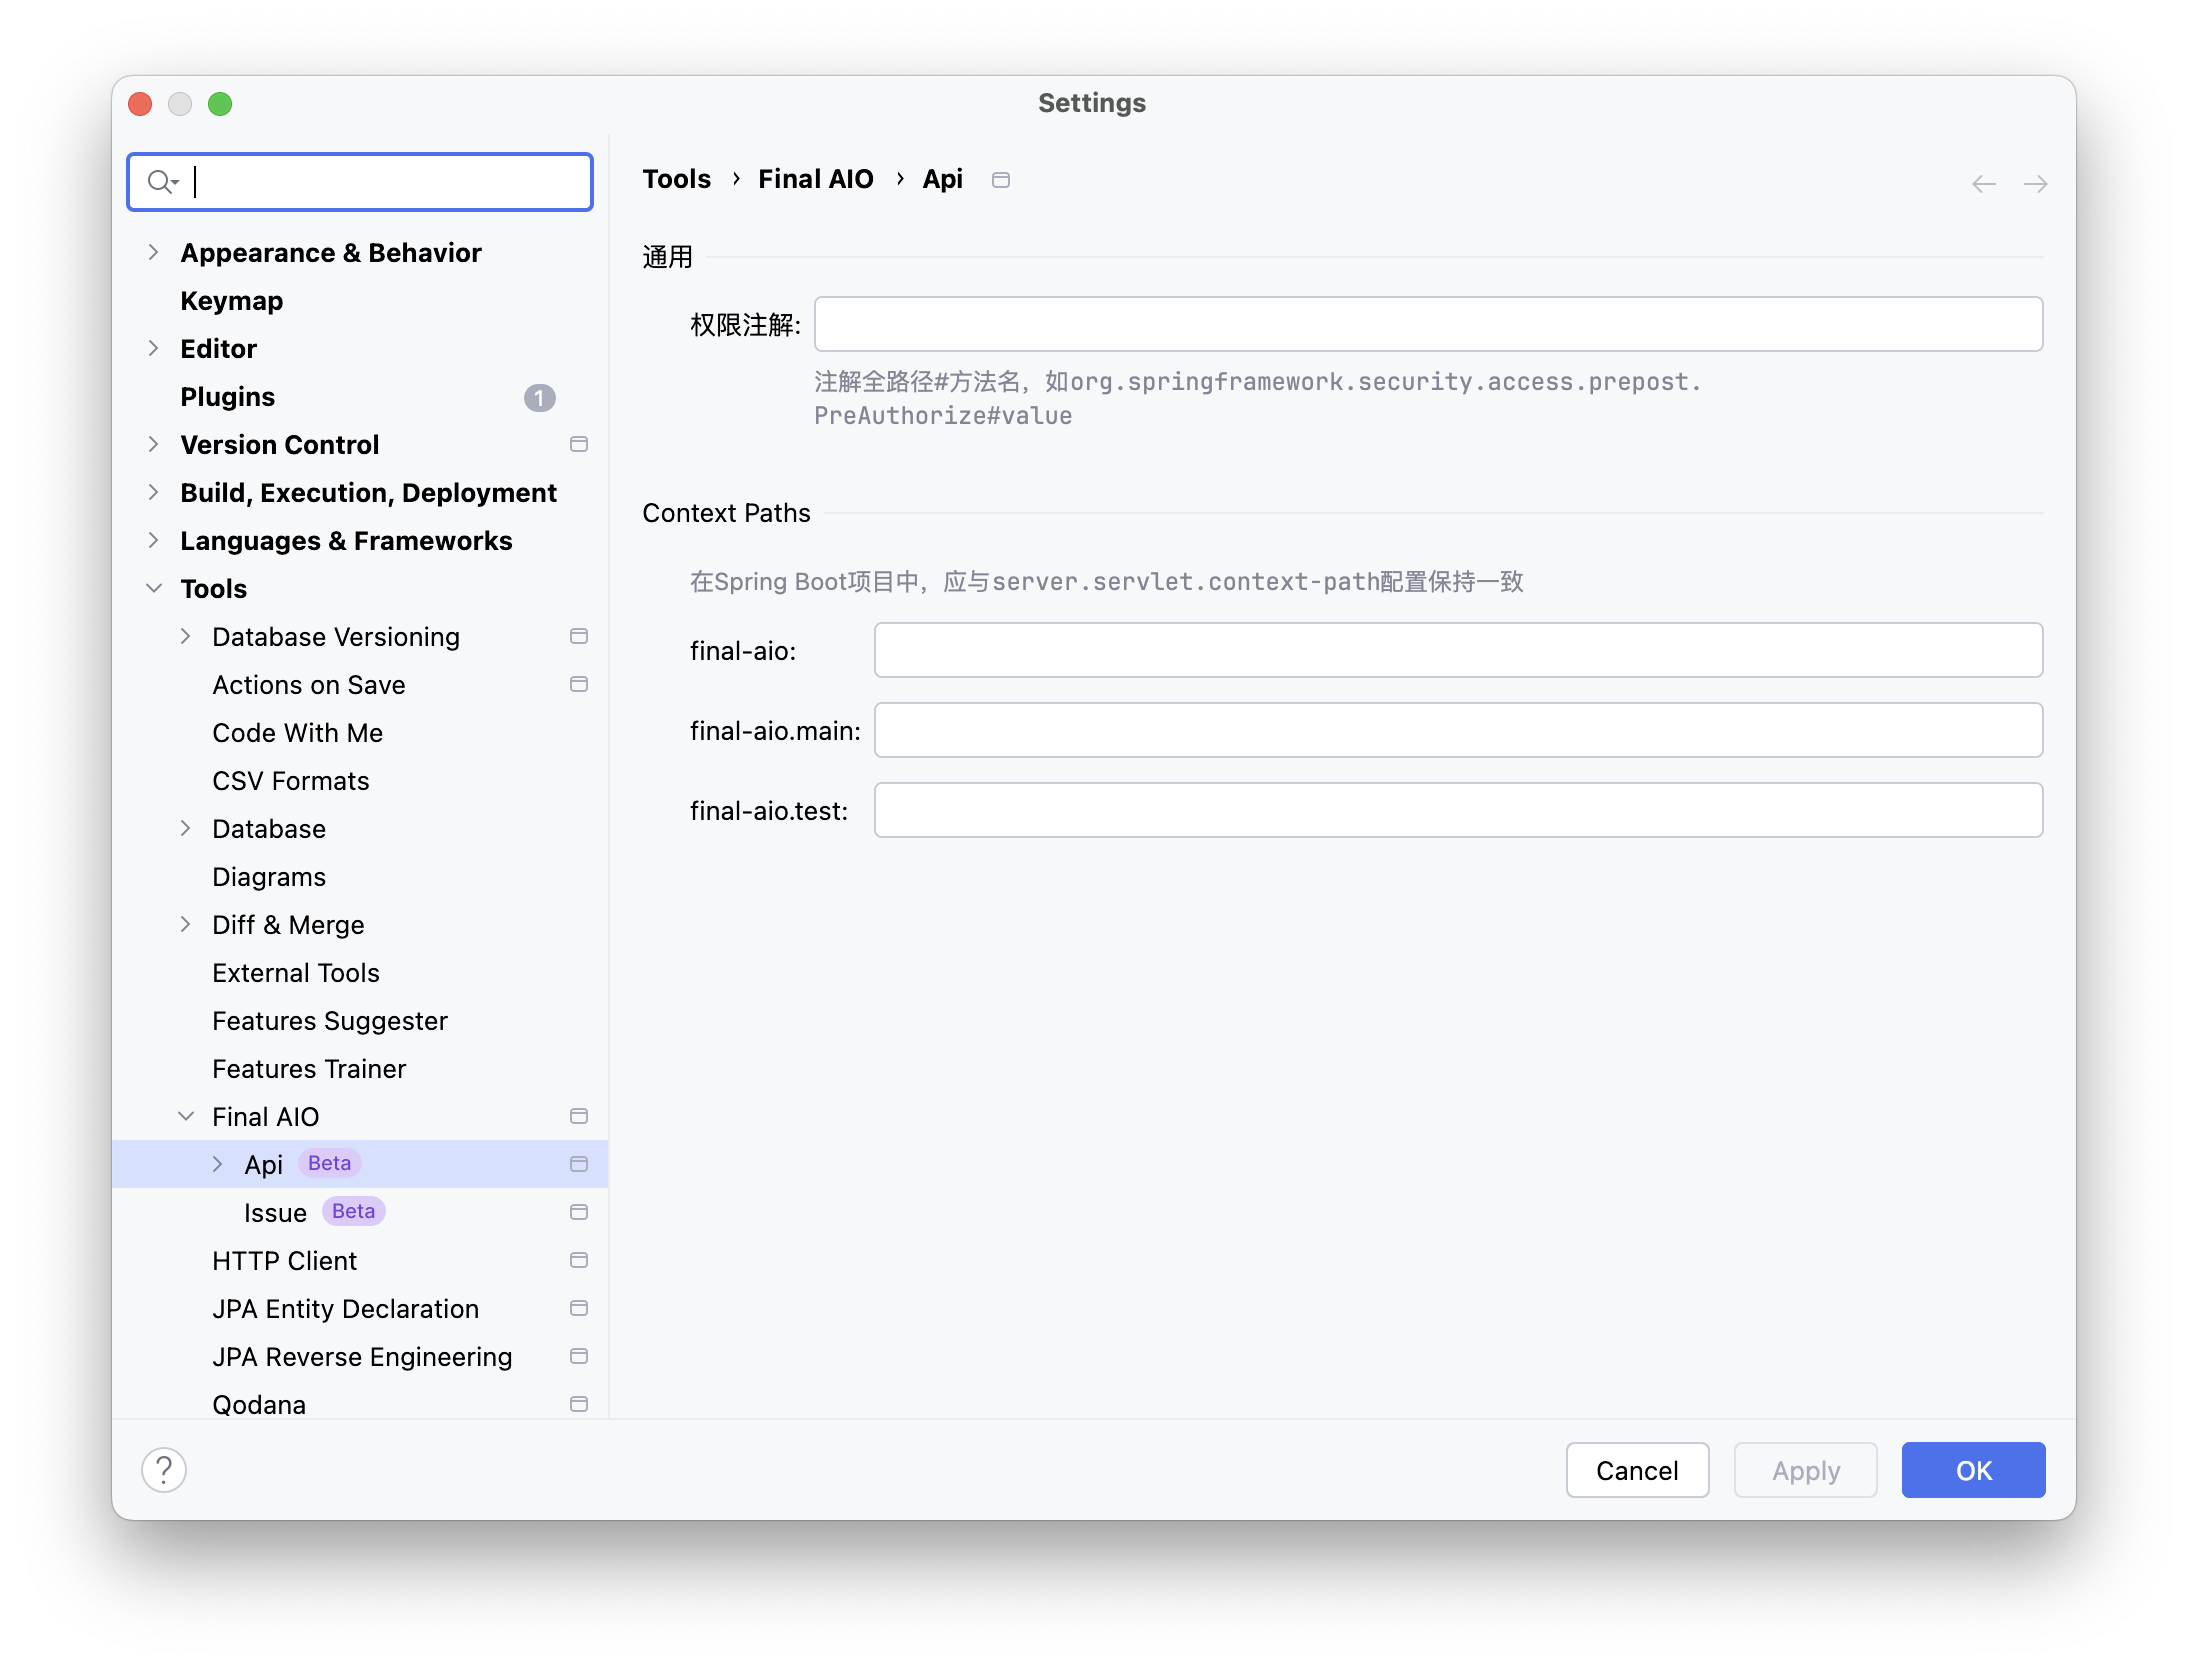 Settings
Appearance & Behavior
Keymap
Editor
Plugins 1
Version Control
Build, Execution, Deployment
Languages & Frameworks
Tools
Database Versioning
Actions on Save
Code With Me
CSV Formats
Database
Diagrams
Diff & Merge
External Tools
Features Suggester
Features Trainer
Final AIO
Api Beta
Issue Beta
HTTP Client
JPA Entity Declaration
JPA Reverse Engineering
Qodana
Tools › Final AIO › Api
通用
权限注解:
注解全路径#方法名，如org.springframework.security.access.prepost.
PreAuthorize#value
Context Paths
在Spring Boot项目中，应与server.servlet.context-path配置保持一致
final-aio:
final-aio.main:
final-aio.test:
?
Cancel
Apply
OK